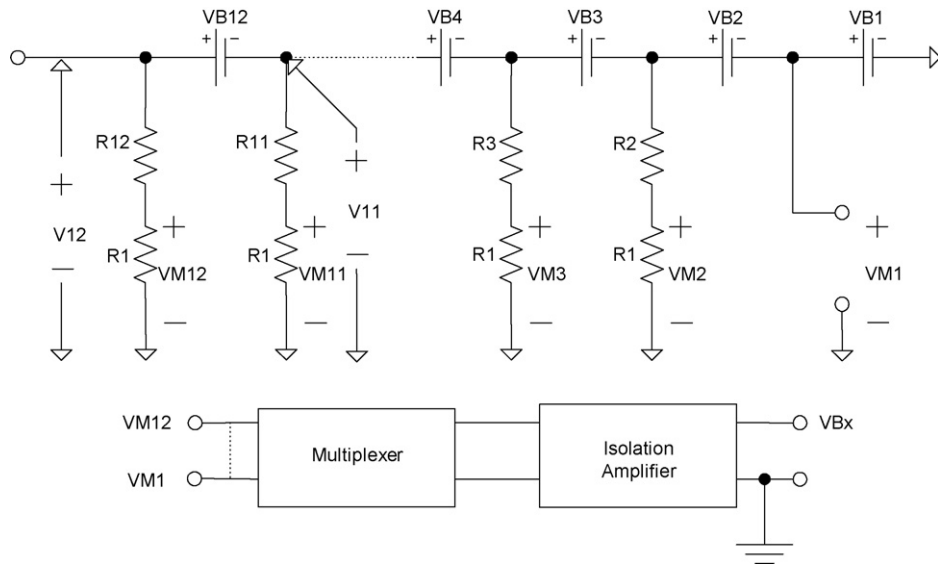 VB12 VB4 VB3 VB2 VB1
+ − + − + − + − + −
R12 R11 R3 R2
+ + + + + +
V12 V11
R1 R1 R1 R1
VM12 VM11 VM3 VM2 VM1
− − − − − − −
VM12 Multiplexer Isolation Amplifier VBx
VM1